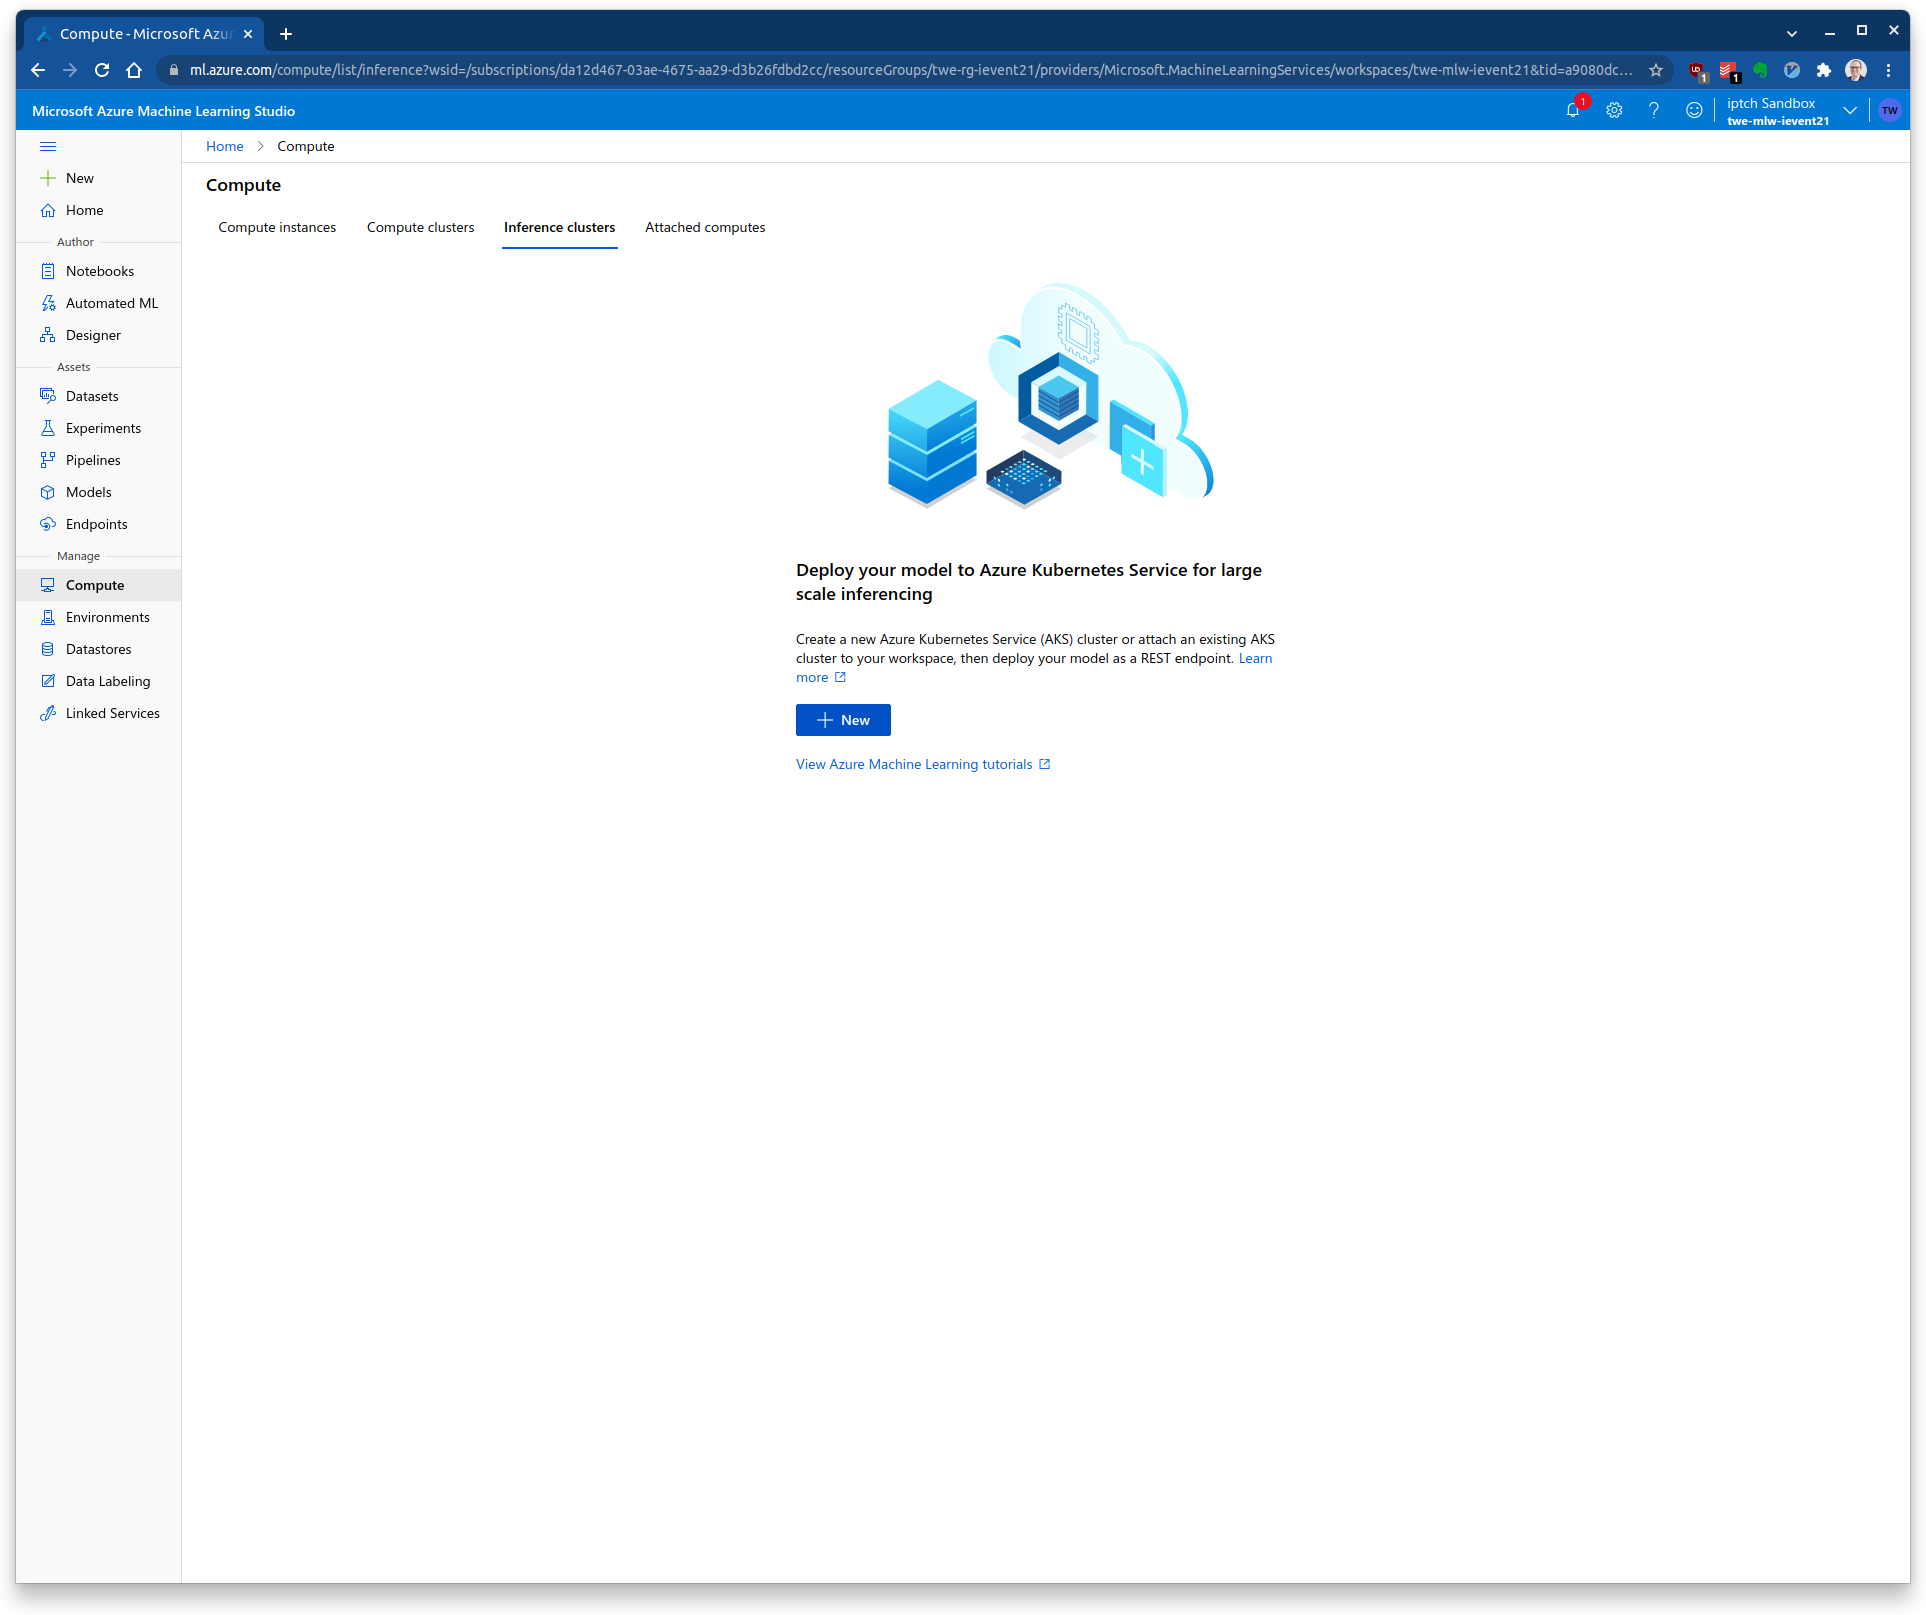 Compute - Microsoft Azur
ml.azure.com/compute/list/inference?wsid=/subscriptions/da12d467-03ae-4675-aa29-d3b26fdbd2cc/resourceGroups/twe-rg-ievent21/providers/Microsoft.MachineLearningServices/workspaces/twe-mlw-ievent21&tid=a9080dc...
1
1
Microsoft Azure Machine Learning Studio
1
iptch Sandbox
twe-mlw-ievent21
TW
Home
Compute
New
Home
Author
Notebooks
Automated ML
Designer
Assets
Datasets
Experiments
Pipelines
Models
Endpoints
Manage
Compute
Environments
Datastores
Data Labeling
Linked Services
Compute
Compute instances
Compute clusters
Inference clusters
Attached computes
Deploy your model to Azure Kubernetes Service for large
scale inferencing
Create a new Azure Kubernetes Service (AKS) cluster or attach an existing AKS
cluster to your workspace, then deploy your model as a REST endpoint. Learn
more
New
View Azure Machine Learning tutorials